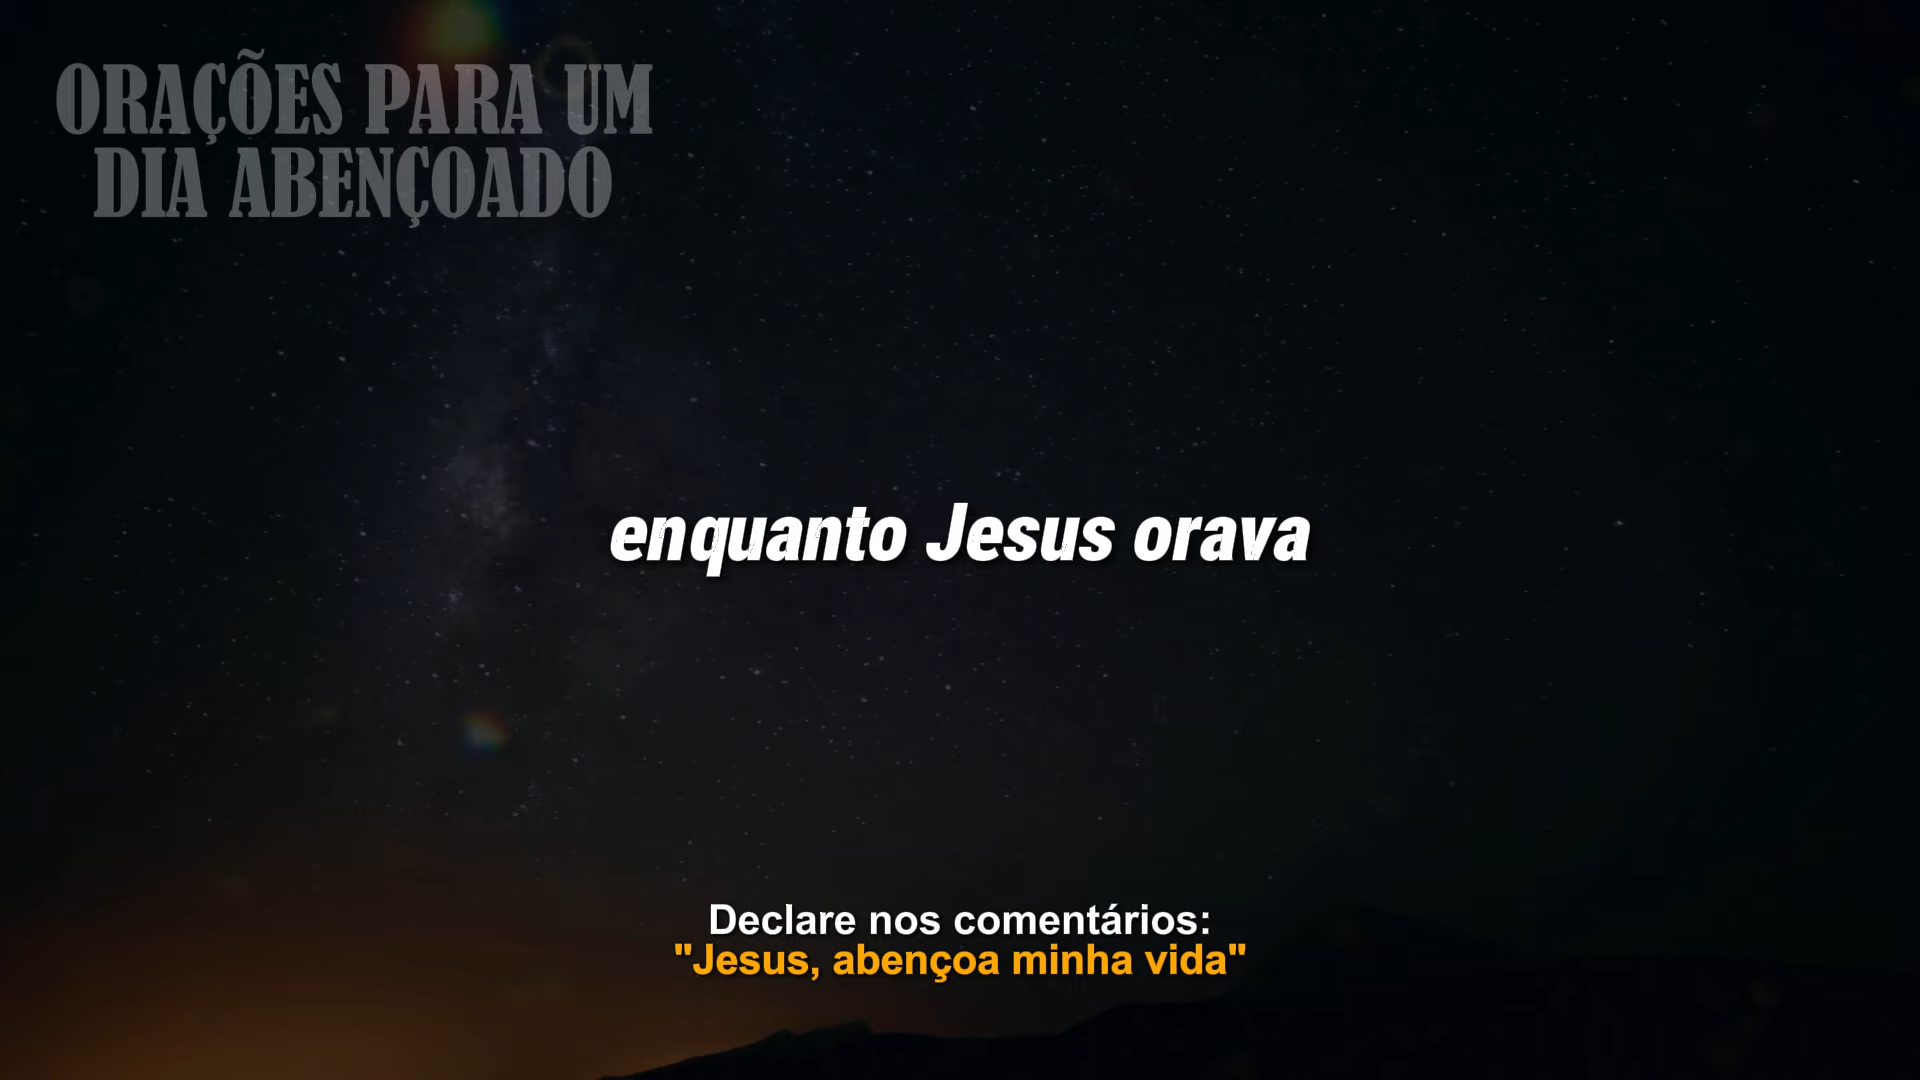 ORAÇÕES PARA UM
DIA ABENÇOADO
enquanto Jesus orava
Declare nos comentários:
"Jesus, abençoa minha vida"